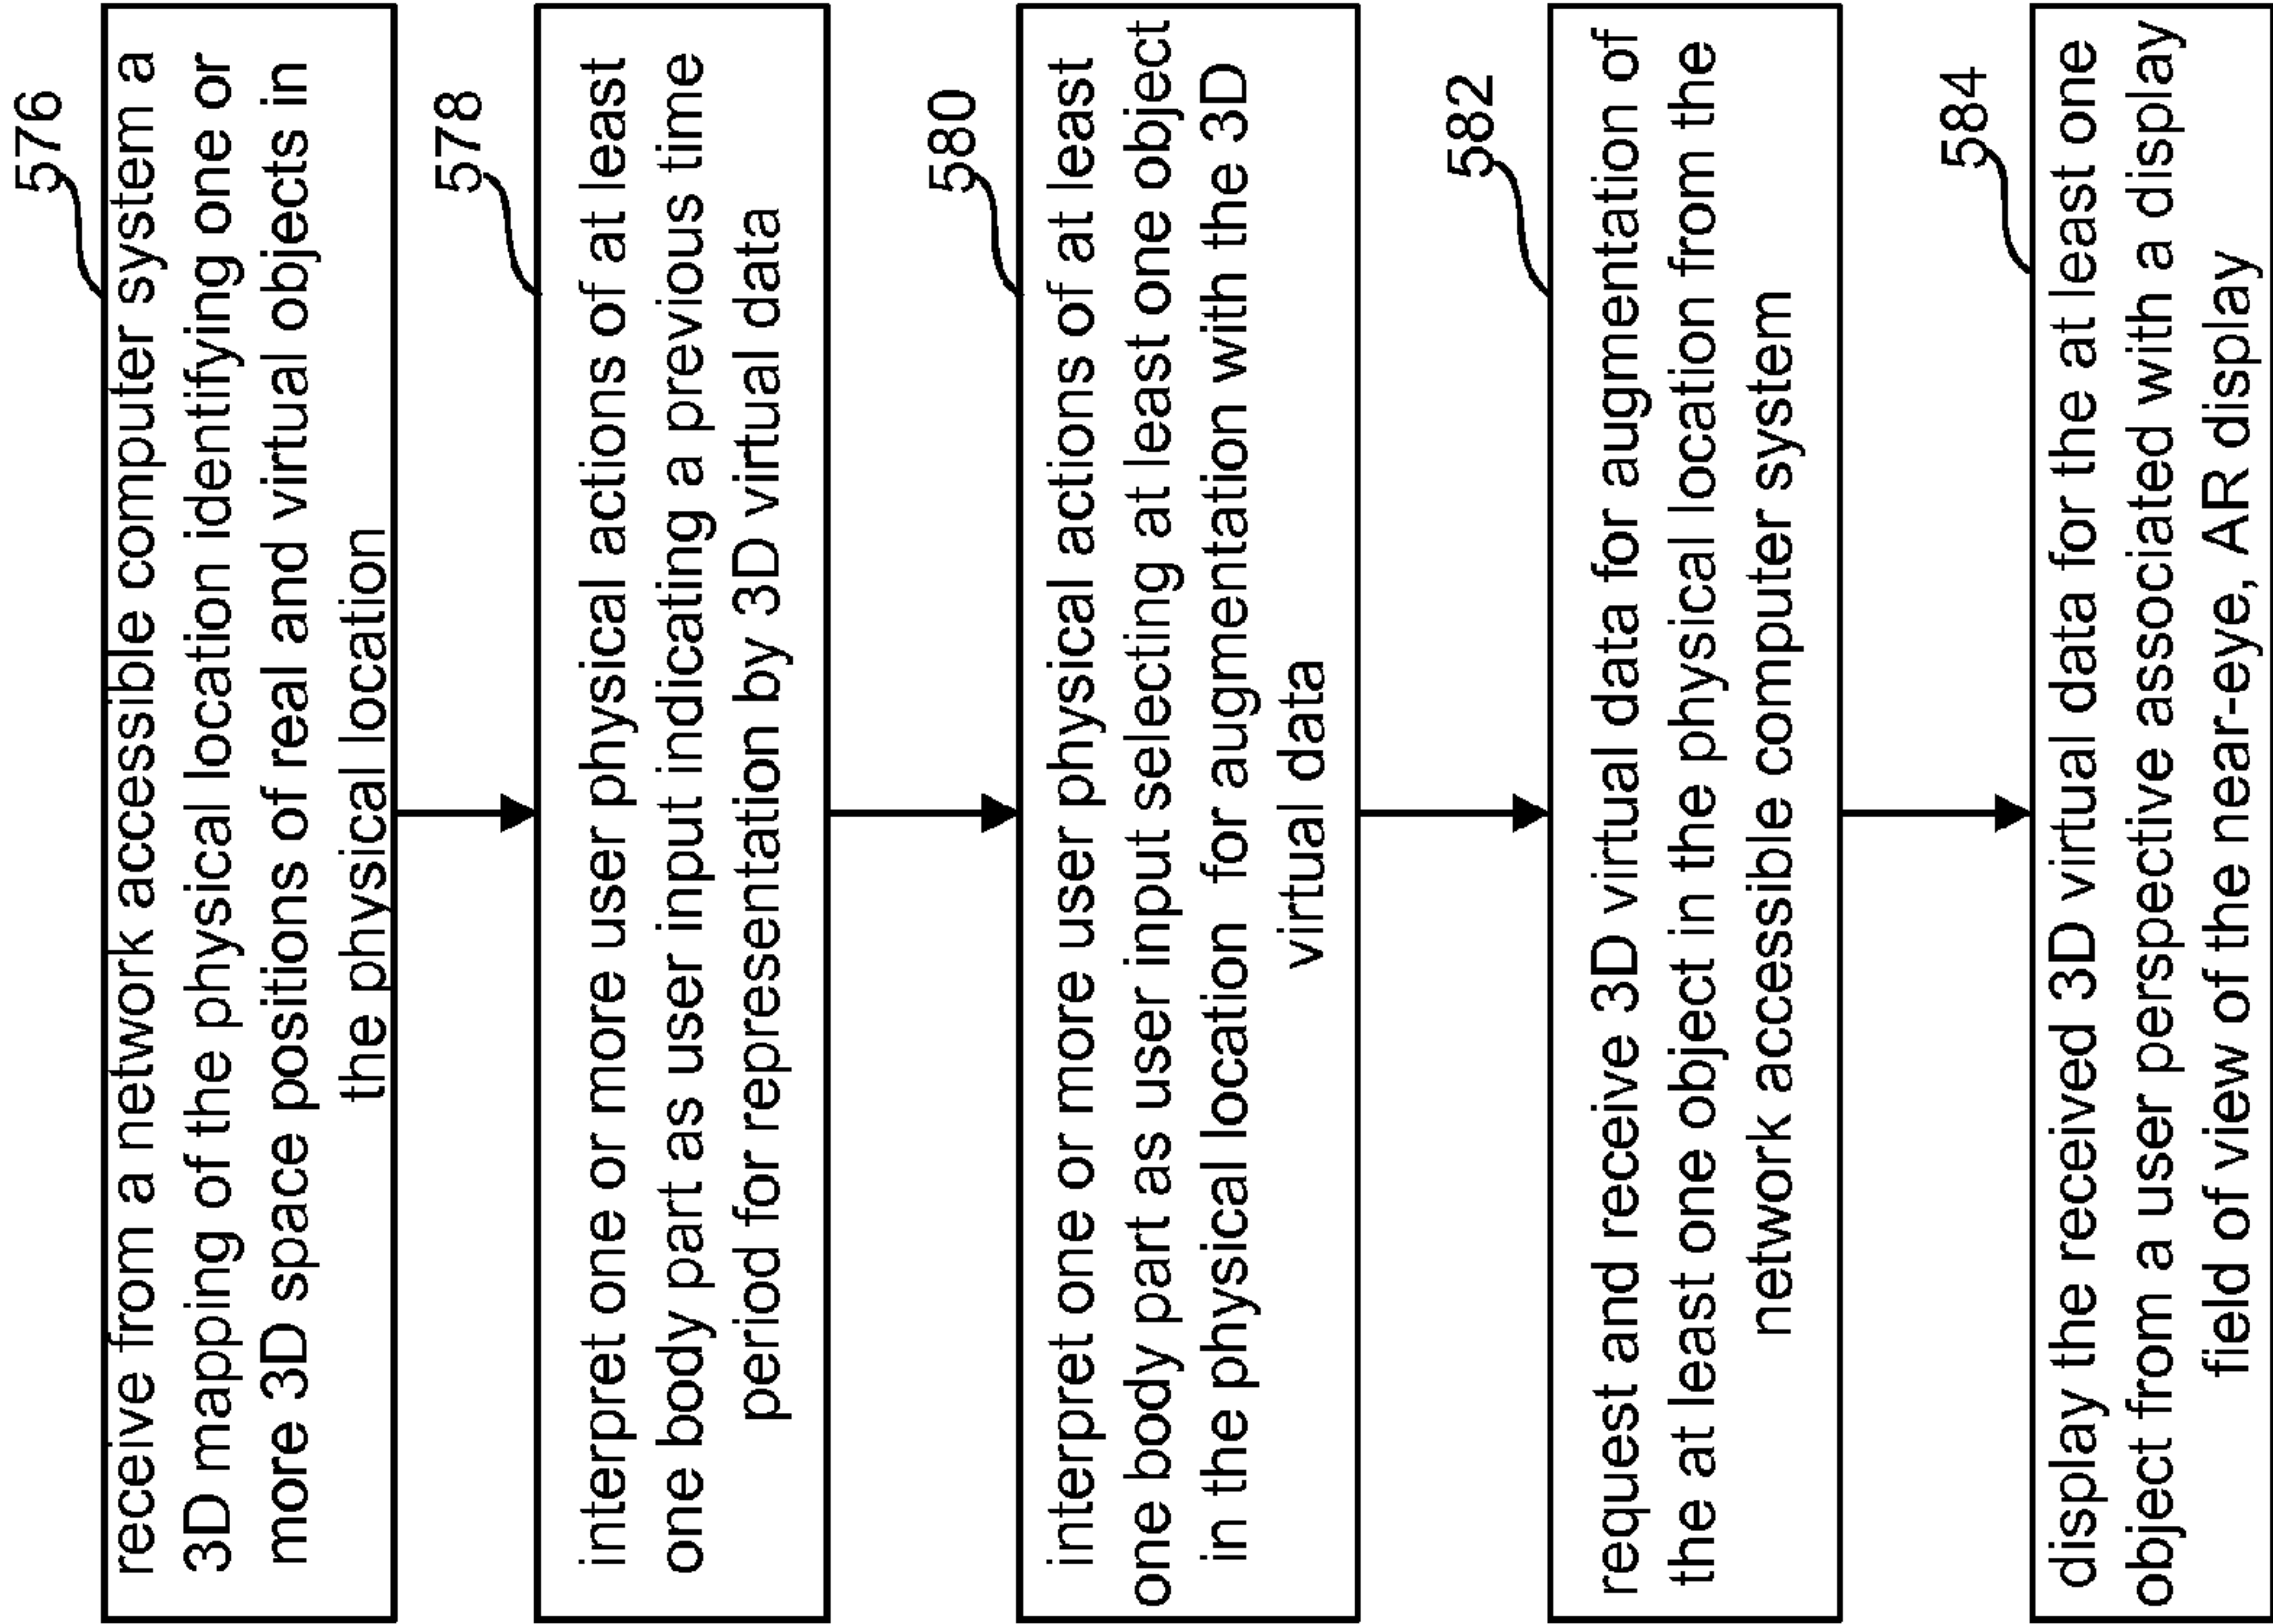 576
receive from a network accessible computer system a
3D mapping of the physical location identifying one or
more 3D space positions of real and virtual objects in
the physical location
578
interpret one or more user physical actions of at least
one body part as user input indicating a previous time
period for representation by 3D virtual data
580
interpret one or more user physical actions of at least
one body part as user input selecting at least one object
in the physical location for augmentation with the 3D
virtual data
582
request and receive 3D virtual data for augmentation of
the at least one object in the physical location from the
network accessible computer system
584
display the received 3D virtual data for the at least one
object from a user perspective associated with a display
field of view of the near-eye, AR display